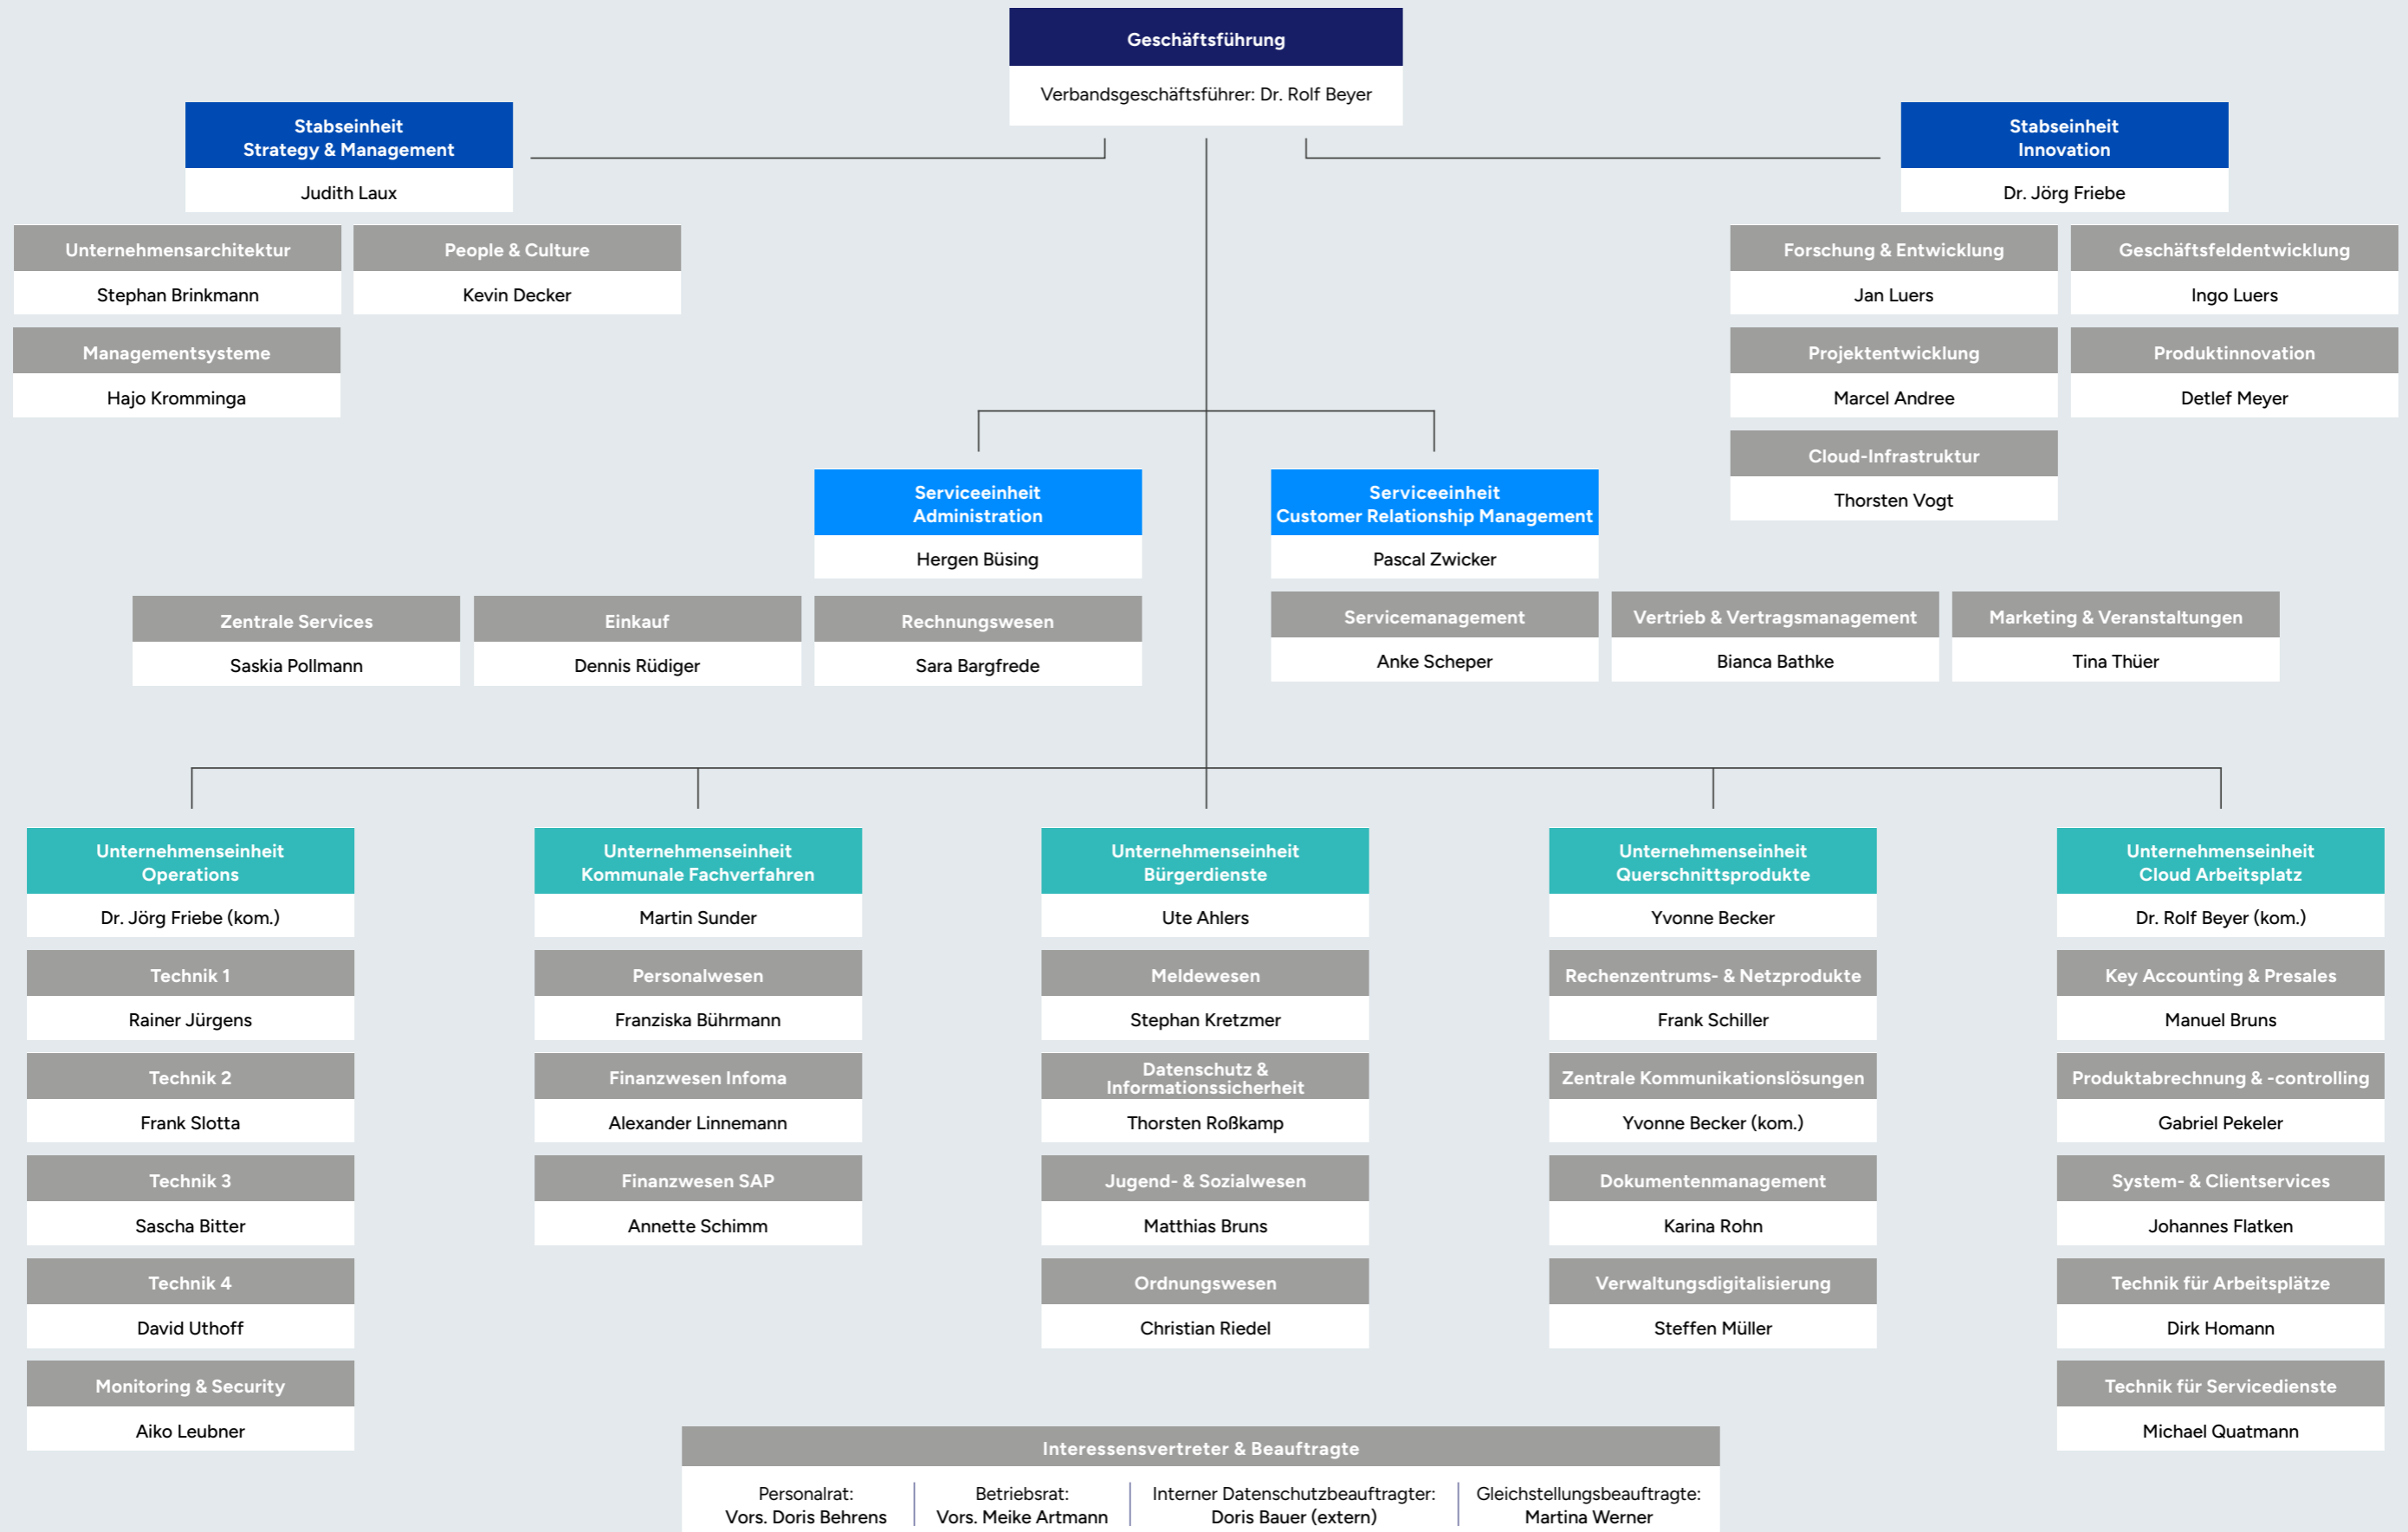 Geschäftsführung
Verbandsgeschäftsführer: Dr. Rolf Beyer
Stabseinheit
Strategy & Management
Judith Laux
Unternehmensarchitektur
Stephan Brinkmann
People & Culture
Kevin Decker
Managementsysteme
Hajo Kromminga
Stabseinheit
Innovation
Dr. Jörg Friebe
Forschung & Entwicklung
Jan Luers
Geschäftsfeldentwicklung
Ingo Luers
Projektentwicklung
Marcel Andree
Produktinnovation
Detlef Meyer
Cloud-Infrastruktur
Thorsten Vogt
Serviceeinheit
Administration
Hergen Büsing
Zentrale Services
Saskia Pollmann
Einkauf
Dennis Rüdiger
Rechnungswesen
Sara Bargfrede
Serviceeinheit
Customer Relationship Management
Pascal Zwicker
Servicemanagement
Anke Scheper
Vertrieb & Vertragsmanagement
Bianca Bathke
Marketing & Veranstaltungen
Tina Thüer
Unternehmenseinheit
Operations
Dr. Jörg Friebe (kom.)
Technik 1
Rainer Jürgens
Technik 2
Frank Slotta
Technik 3
Sascha Bitter
Technik 4
David Uthoff
Monitoring & Security
Aiko Leubner
Unternehmenseinheit
Kommunale Fachverfahren
Martin Sunder
Personalwesen
Franziska Bührmann
Finanzwesen Infoma
Alexander Linnemann
Finanzwesen SAP
Annette Schimm
Unternehmenseinheit
Bürgerdienste
Ute Ahlers
Meldewesen
Stephan Kretzmer
Datenschutz &
Informationssicherheit
Thorsten Roßkamp
Jugend- & Sozialwesen
Matthias Bruns
Ordnungswesen
Christian Riedel
Unternehmenseinheit
Querschnittsprodukte
Yvonne Becker
Rechenzentrums- & Netzprodukte
Frank Schiller
Zentrale Kommunikationslösungen
Yvonne Becker (kom.)
Dokumentenmanagement
Karina Rohn
Verwaltungsdigitalisierung
Steffen Müller
Unternehmenseinheit
Cloud Arbeitsplatz
Dr. Rolf Beyer (kom.)
Key Accounting & Presales
Manuel Bruns
Produktabrechnung & -controlling
Gabriel Pekeler
System- & Clientservices
Johannes Flatken
Technik für Arbeitsplätze
Dirk Homann
Technik für Servicedienste
Michael Quatmann
Interessensvertreter & Beauftragte
Personalrat:
Vors. Doris Behrens
Betriebsrat:
Vors. Meike Artmann
Interner Datenschutzbeauftragter:
Doris Bauer (extern)
Gleichstellungsbeauftragte:
Martina Werner